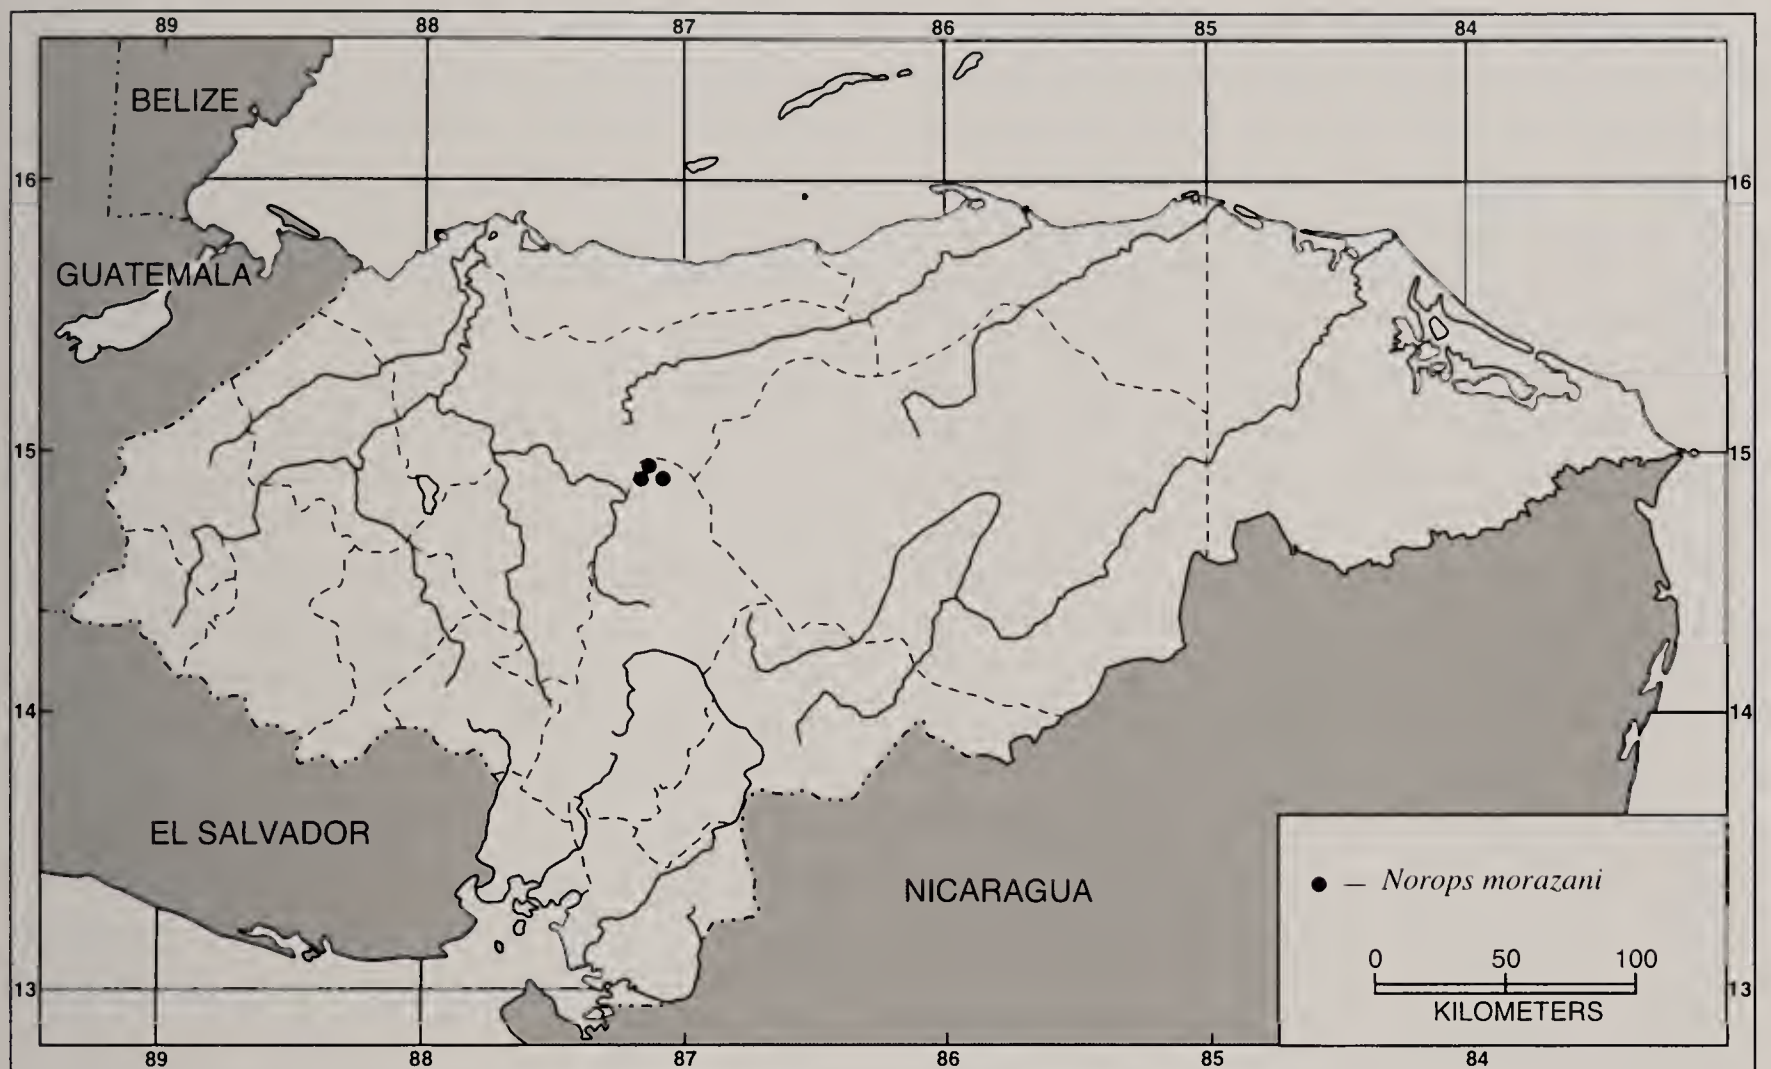 89 88 87 86 85 84
BELIZE
16 16
GUATEMALA
15 15
14 14
EL SALVADOR
NICARAGUA
● — Norops morazani
0 50 100
KILOMETERS
13 13
89 88 87 86 85 84